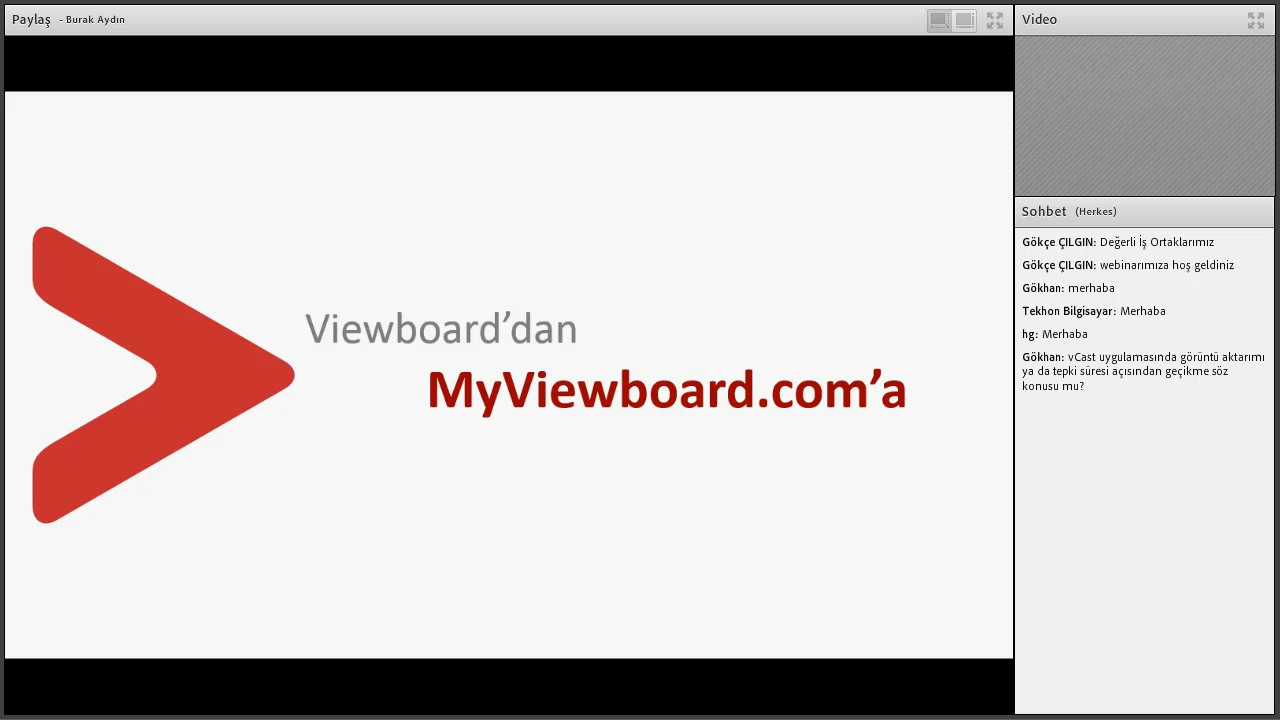 Paylaş - Burak Aydın
Viewboard’dan
MyViewboard.com’a
Video
Sohbet (Herkes)
Gökçe ÇILGIN: Değerli İş Ortaklarımız
Gökçe ÇILGIN: webinarımıza hoş geldiniz
Gökhan: merhaba
Tekhon Bilgisayar: Merhaba
hg: Merhaba
Gökhan: vCast uygulamasında görüntü aktarımı
ya da tepki süresi açısından geçikme söz
konusu mu?